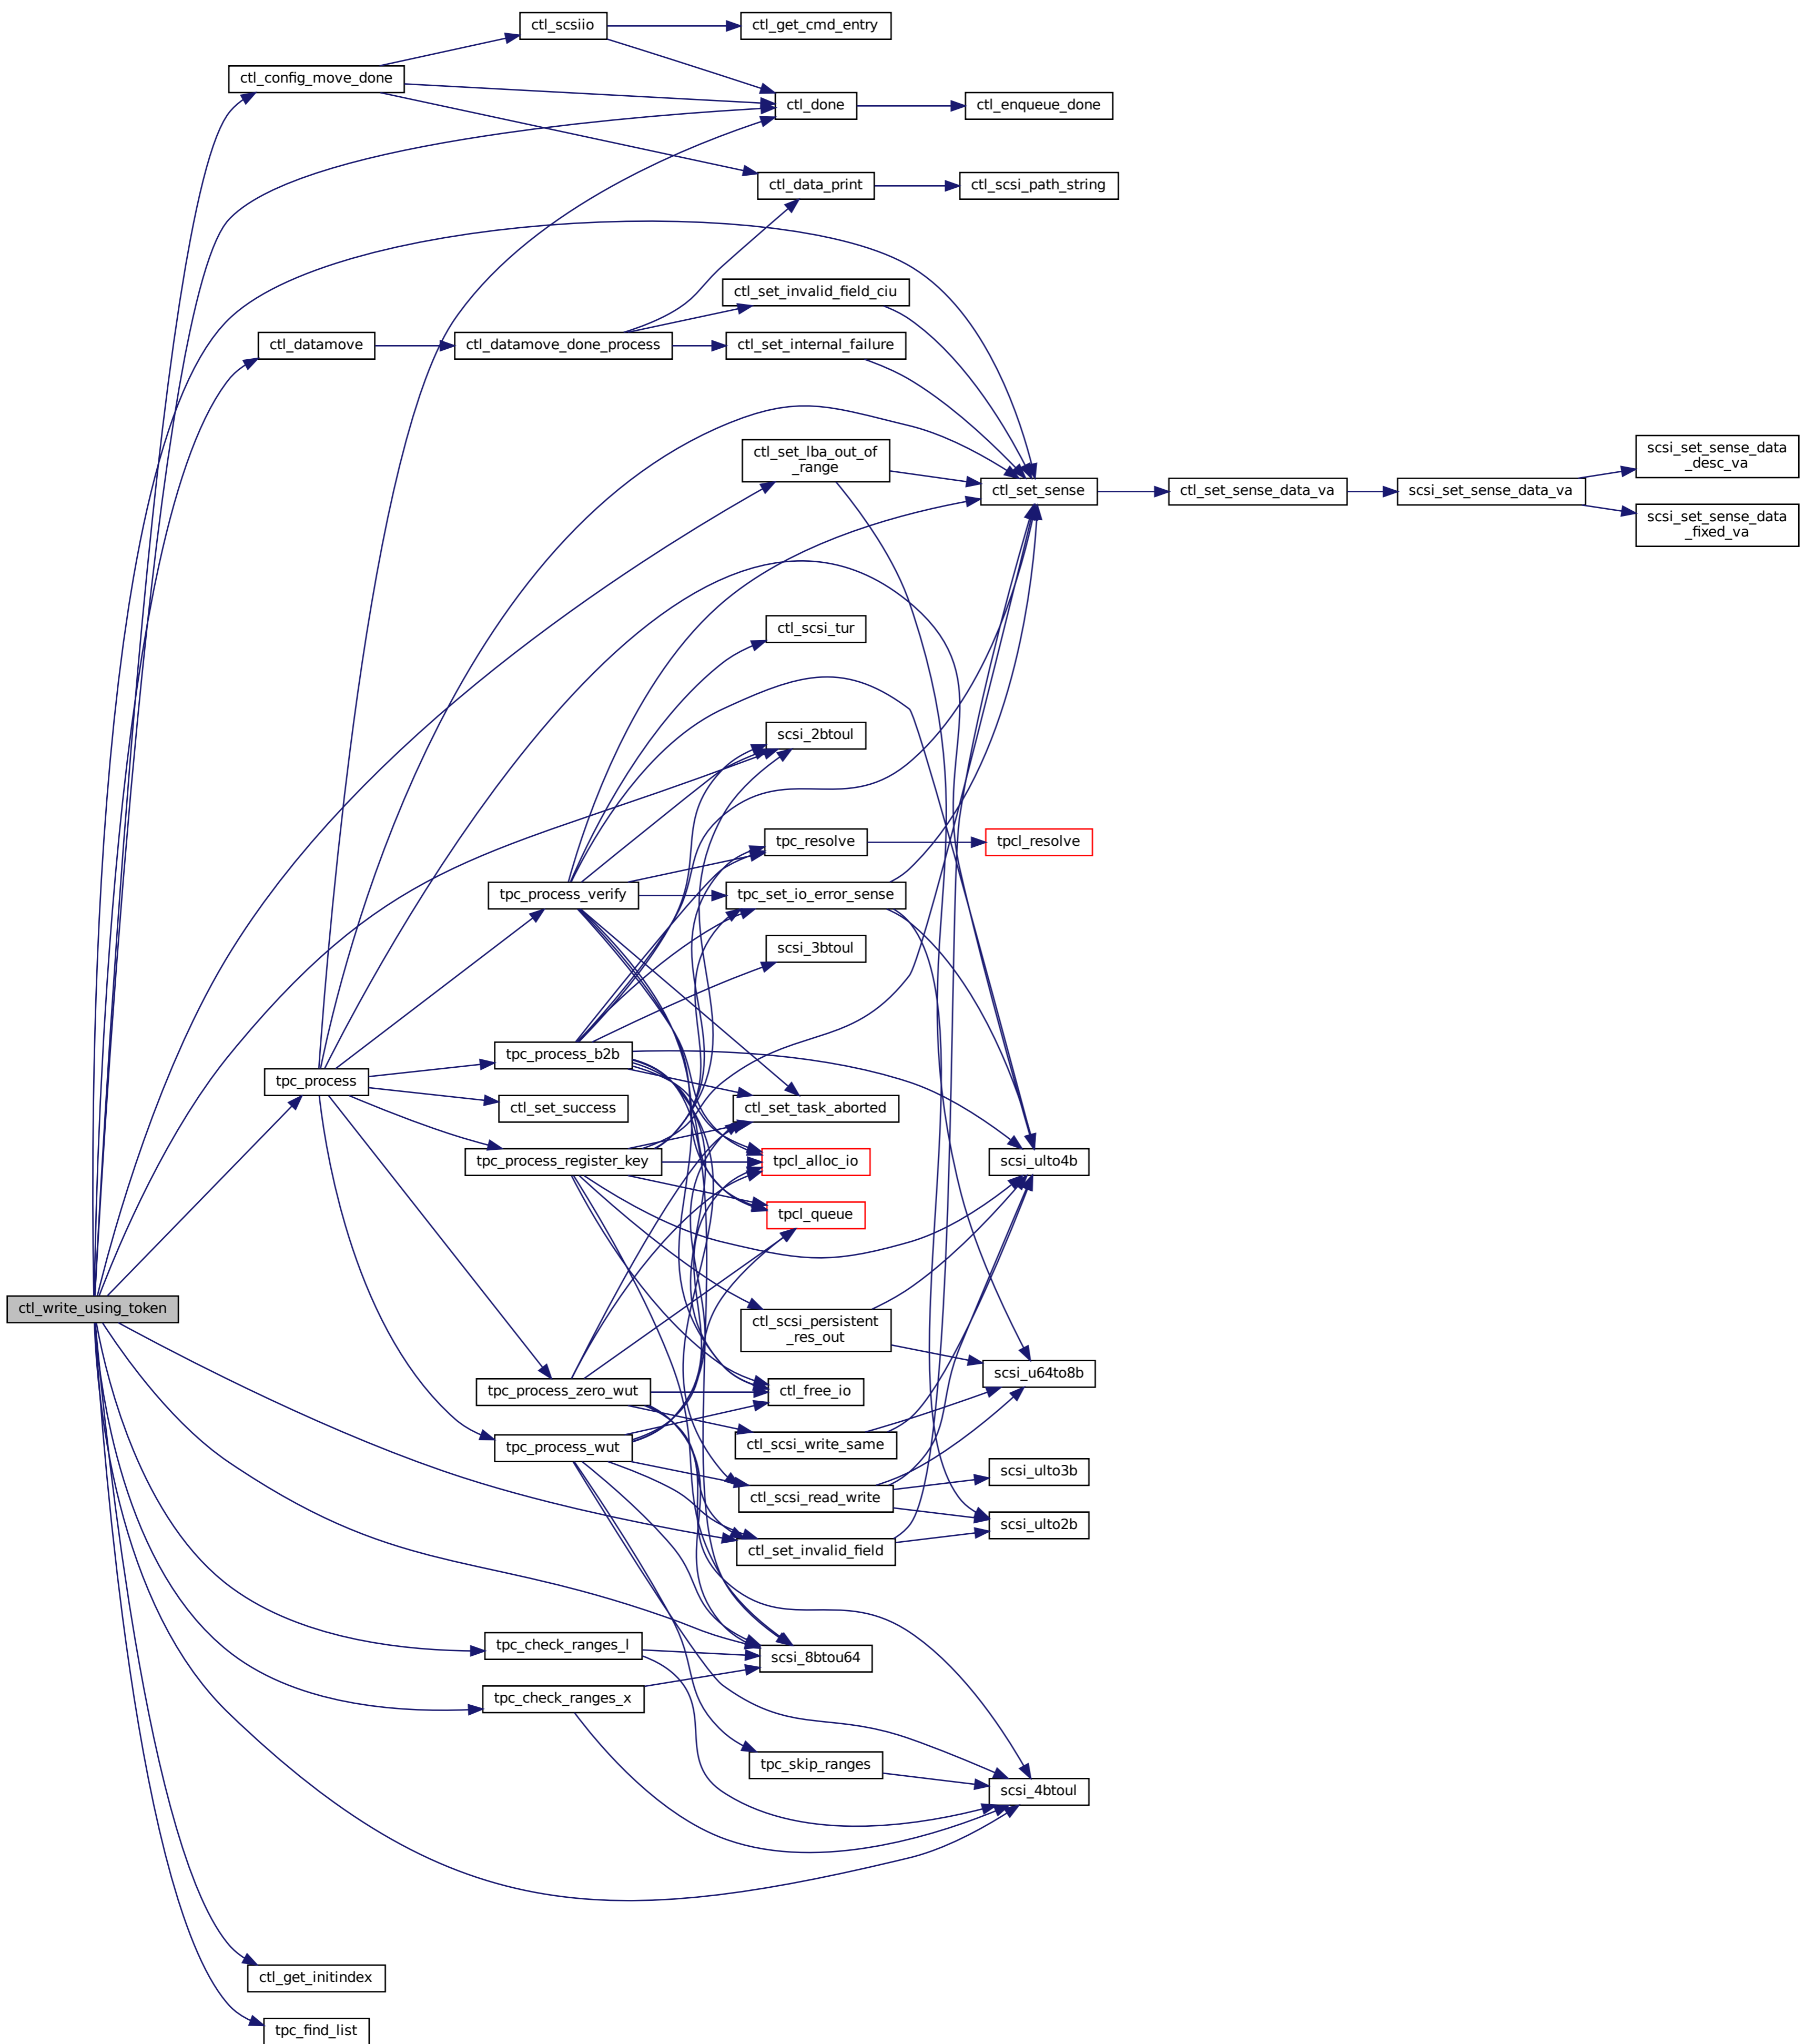 ctl_scsiio
ctl_get_cmd_entry
ctl_config_move_done
ctl_done
ctl_enqueue_done
ctl_data_print
ctl_scsi_path_string
ctl_set_invalid_field_ciu
ctl_datamove
ctl_datamove_done_process
ctl_set_internal_failure
ctl_set_lba_out_of
_range
scsi_set_sense_data
_desc_va
ctl_set_sense
ctl_set_sense_data_va
scsi_set_sense_data_va
scsi_set_sense_data
_fixed_va
ctl_scsi_tur
scsi_2btoul
tpc_resolve
tpcl_resolve
tpc_process_verify
tpc_set_io_error_sense
scsi_3btoul
tpc_process_b2b
tpc_process
ctl_set_success
ctl_set_task_aborted
tpc_process_register_key
tpcl_alloc_io
scsi_ulto4b
tpcl_queue
ctl_write_using_token
ctl_scsi_persistent
_res_out
scsi_u64to8b
tpc_process_zero_wut
ctl_free_io
tpc_process_wut
ctl_scsi_write_same
scsi_ulto3b
ctl_scsi_read_write
scsi_ulto2b
ctl_set_invalid_field
tpc_check_ranges_l
scsi_8btou64
tpc_check_ranges_x
tpc_skip_ranges
scsi_4btoul
ctl_get_initindex
tpc_find_list